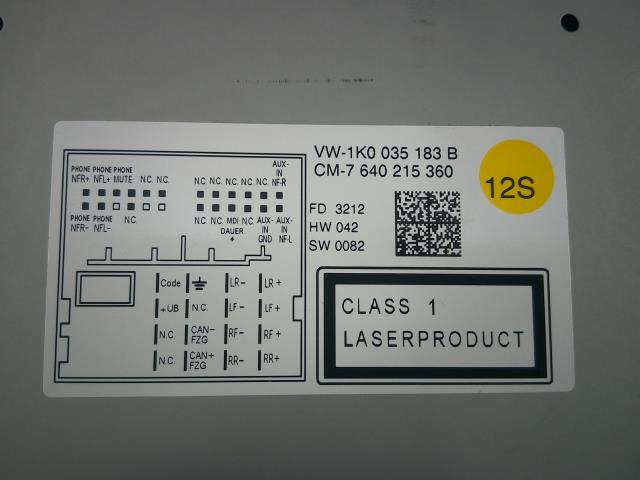 VW-1K0 035 183 B
CM-7 640 215 360
12S
FD 3212
HW 042
SW 0082
CLASS 1
LASERPRODUCT
PHONE PHONE PHONE
NFR+ NFL+ MUTE N.C. N.C.
N.C. N.C. N.C. N.C. AUX-IN NF-R
PHONE PHONE N.C.
NFR- NFL-
N.C. N.C. MDI N.C. AUX- AUX-
DAUER IN IN
+ GND NF-L
Code LR- LR+
+UB N.C. LF- LF+
N.C. CAN- FZG RF- RF+
N.C. CAN+ FZG RR- RR+